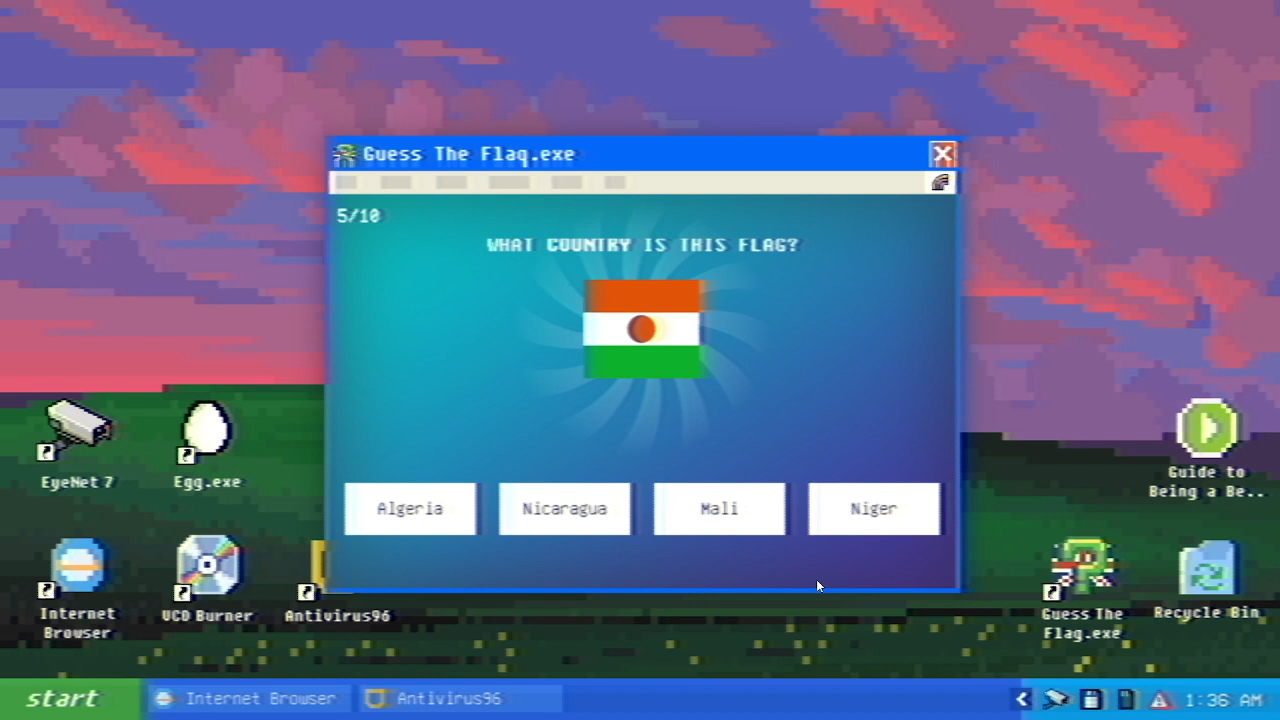 Guess The Flag.exe
5/10
WHAT COUNTRY IS THIS FLAG?
Algeria
Nicaragua
Mali
Niger
EyeNet 7
Egg.exe
Guide to
Being a Be..
Internet
Browser
VCD Burner
Antivirus96
Guess The
Flag.exe
Recycle Bin
start
Internet Browser
Antivirus96
1:36 AM